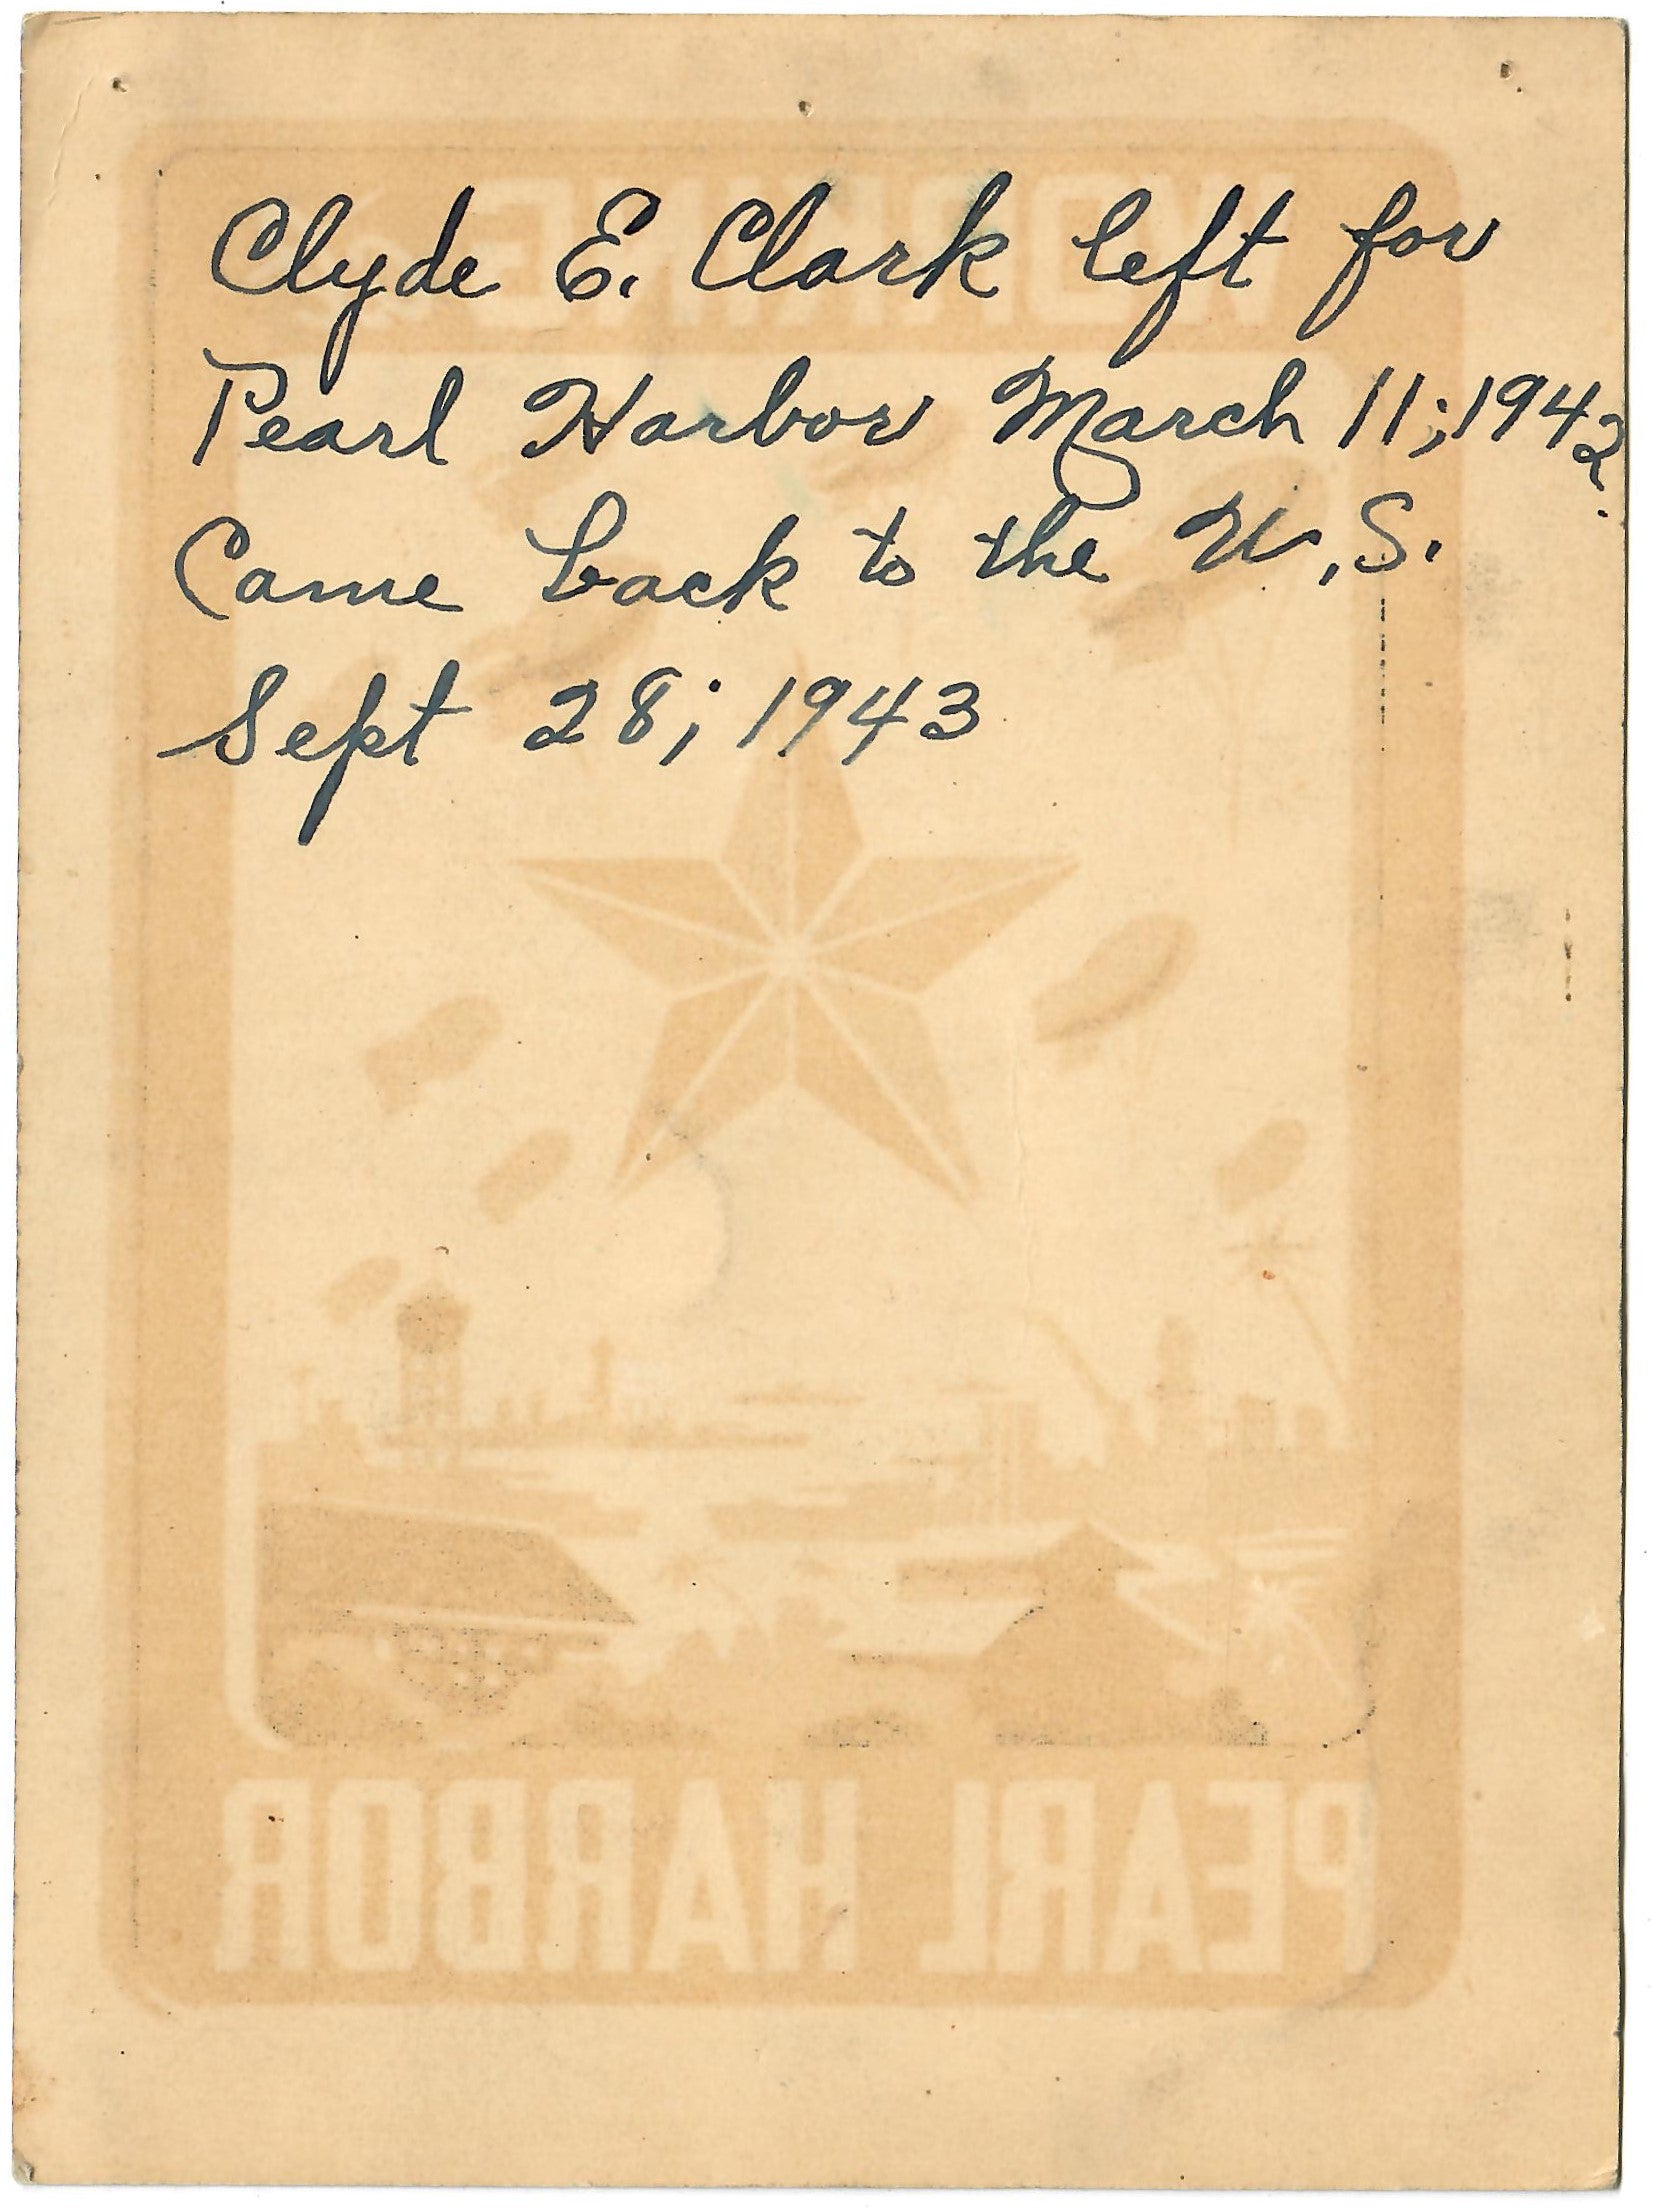 Clyde E. Clark left for
Pearl Harbor March 11; 1942.
Came back to the U.S.
Sept 28; 1943
PEARL HARBOR